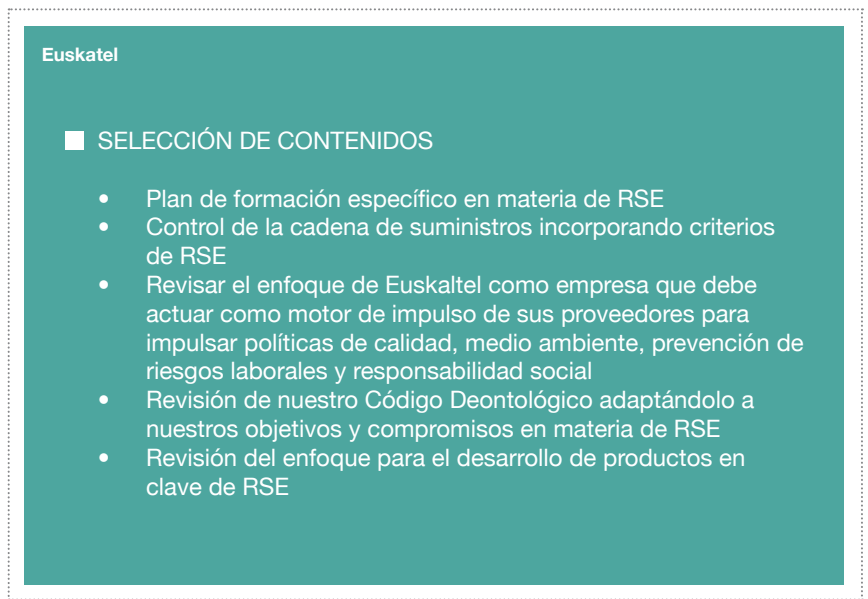 Euskatel
SELECCIÓN DE CONTENIDOS
• Plan de formación específico en materia de RSE
• Control de la cadena de suministros incorporando criterios
de RSE
• Revisar el enfoque de Euskaltel como empresa que debe
actuar como motor de impulso de sus proveedores para
impulsar políticas de calidad, medio ambiente, prevención de
riesgos laborales y responsabilidad social
• Revisión de nuestro Código Deontológico adaptándolo a
nuestros objetivos y compromisos en materia de RSE
• Revisión del enfoque para el desarrollo de productos en
clave de RSE